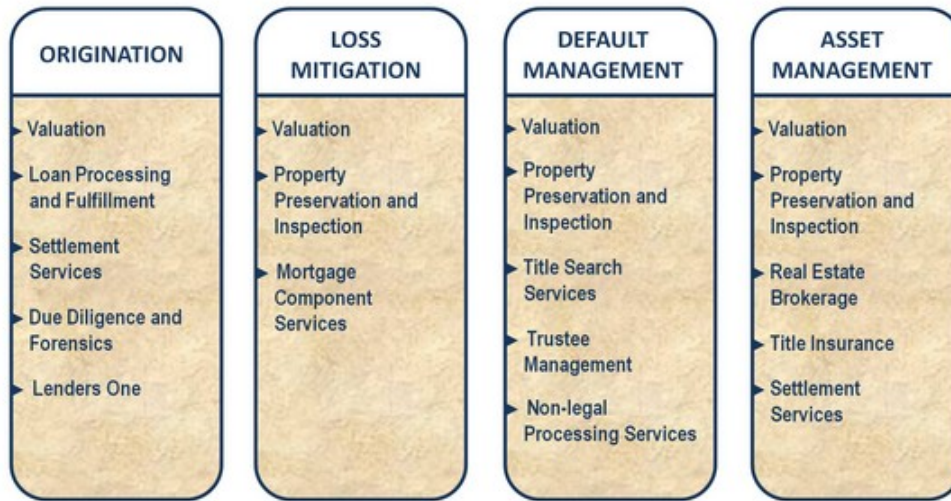 ORIGINATION
Valuation
Loan Processing
and Fulfillment
Settlement
Services
Due Diligence and
Forensics
Lenders One
LOSS
MITIGATION
Valuation
Property
Preservation and
Inspection
Mortgage
Component
Services
DEFAULT
MANAGEMENT
Valuation
Property
Preservation and
Inspection
Title Search
Services
Trustee
Management
Non-legal
Processing Services
ASSET
MANAGEMENT
Valuation
Property
Preservation and
Inspection
Real Estate
Brokerage
Title Insurance
Settlement
Services